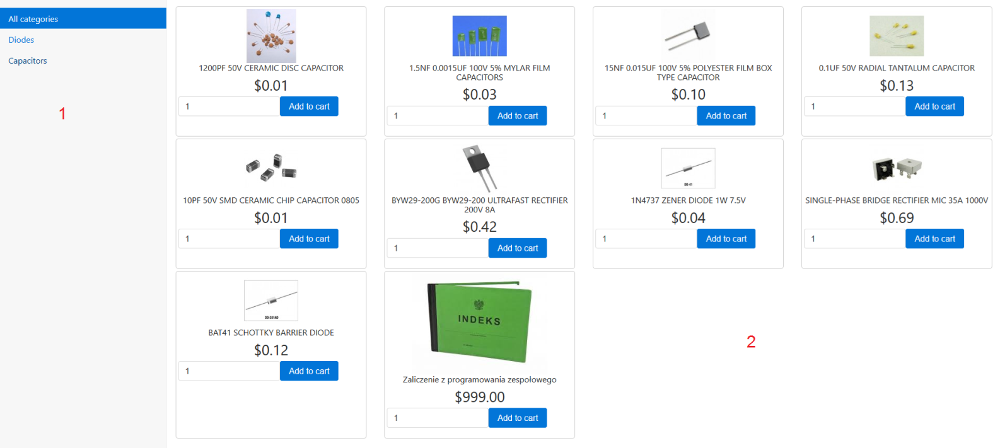 All categories
Diodes
Capacitors
1
1200PF 50V CERAMIC DISC CAPACITOR
$0.01
1
Add to cart
1.5NF 0.0015UF 100V 5% MYLAR FILM
CAPACITORS
$0.03
1
Add to cart
15NF 0.015UF 100V 5% POLYESTER FILM BOX
TYPE CAPACITOR
$0.10
1
Add to cart
0.1UF 50V RADIAL TANTALUM CAPACITOR
$0.13
1
Add to cart
10PF 50V SMD CERAMIC CHIP CAPACITOR 0805
$0.01
1
Add to cart
BYW29-200G BYW29-200 ULTRAFAST RECTIFIER
200V 8A
$0.42
1
Add to cart
DO-41
1N4737 ZENER DIODE 1W 7.5V
$0.04
1
Add to cart
SINGLE-PHASE BRIDGE RECTIFIER MIC 35A 1000V
$0.69
1
Add to cart
DO-201AD
BAT41 SCHOTTKY BARRIER DIODE
$0.12
1
Add to cart
INDEKS
Zaliczenie z programowania zespołowego
$999.00
1
Add to cart
2